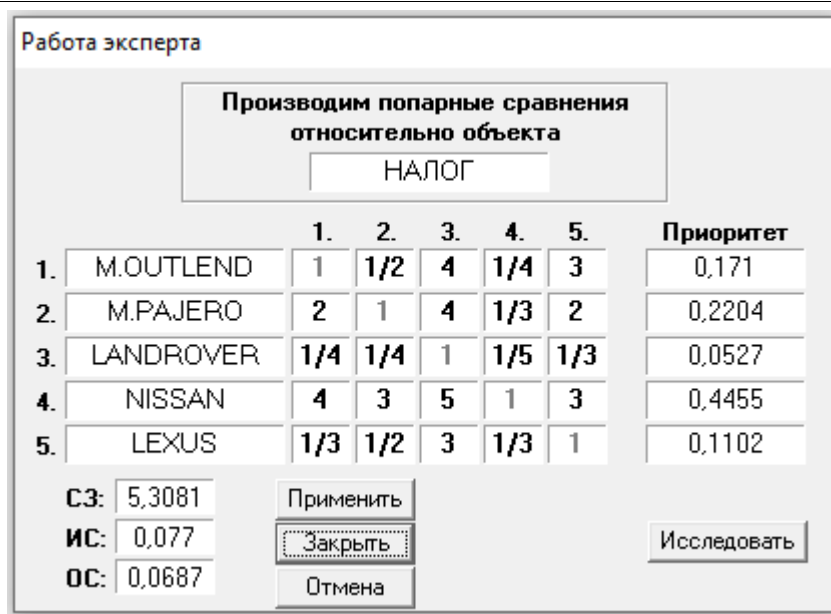 Работа эксперта
Производим попарные сравнения
относительно объекта
НАЛОГ
1. 2. 3. 4. 5. Приоритет
1. M.OUTLEND 1 1/2 4 1/4 3 0,171
2. M.PAJERO 2 1 4 1/3 2 0,2204
3. LANDROVER 1/4 1/4 1 1/5 1/3 0,0527
4. NISSAN 4 3 5 1 3 0,4455
5. LEXUS 1/3 1/2 3 1/3 1 0,1102
СЗ: 5,3081 Применить
ИС: 0,077 Закрыть Исследовать
ОС: 0,0687 Отмена